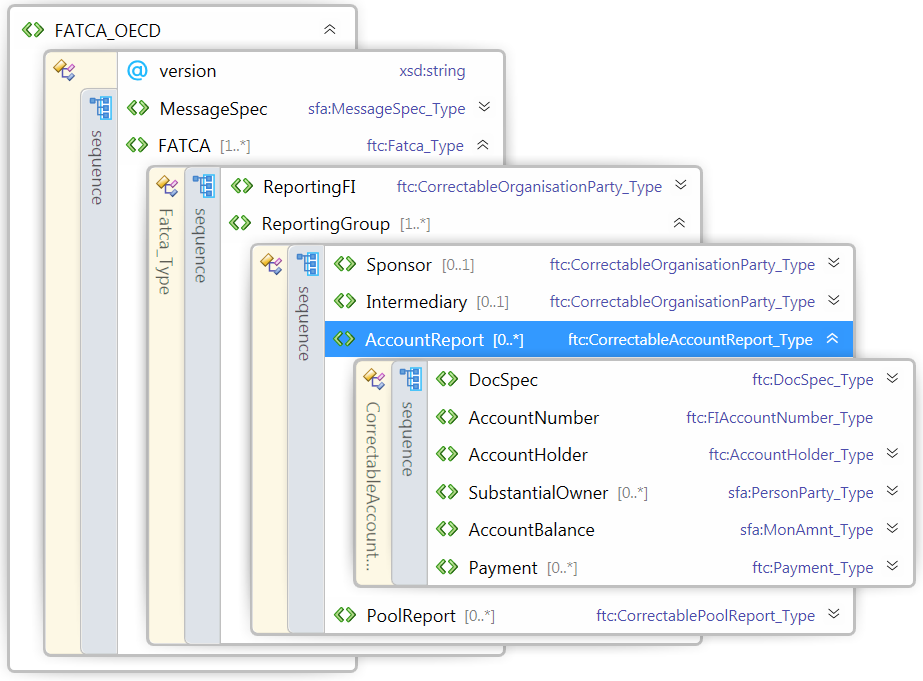 FATCA_OECD
@ version xsd:string
sequence
MessageSpec sfa:MessageSpec_Type
FATCA [1..*] ftc:Fatca_Type
Fatca_Type
sequence
ReportingFI ftc:CorrectableOrganisationParty_Type
ReportingGroup [1..*]
sequence
Sponsor [0..1] ftc:CorrectableOrganisationParty_Type
Intermediary [0..1] ftc:CorrectableOrganisationParty_Type
AccountReport [0..*] ftc:CorrectableAccountReport_Type
CorrectableAccount...
sequence
DocSpec ftc:DocSpec_Type
AccountNumber ftc:FIAccountNumber_Type
AccountHolder ftc:AccountHolder_Type
SubstantialOwner [0..*] sfa:PersonParty_Type
AccountBalance sfa:MonAmnt_Type
Payment [0..*] ftc:Payment_Type
PoolReport [0..*] ftc:CorrectablePoolReport_Type